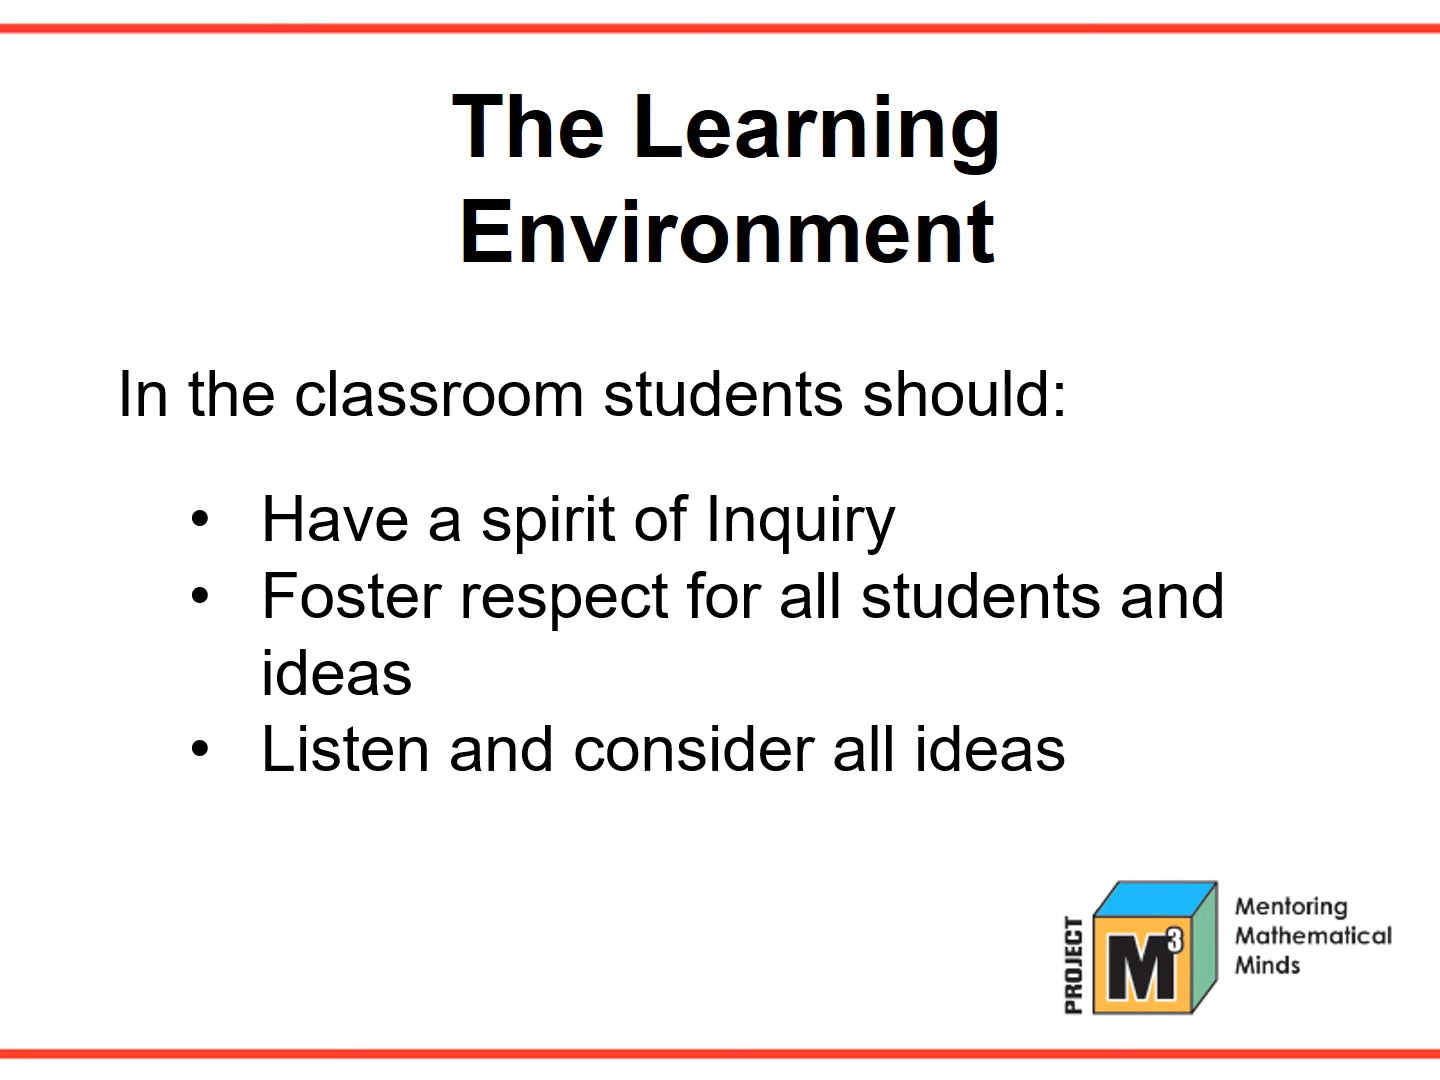 The Learning
Environment
In the classroom students should:
• Have a spirit of Inquiry
• Foster respect for all students and
ideas
• Listen and consider all ideas
PROJECT
M3
Mentoring
Mathematical
Minds